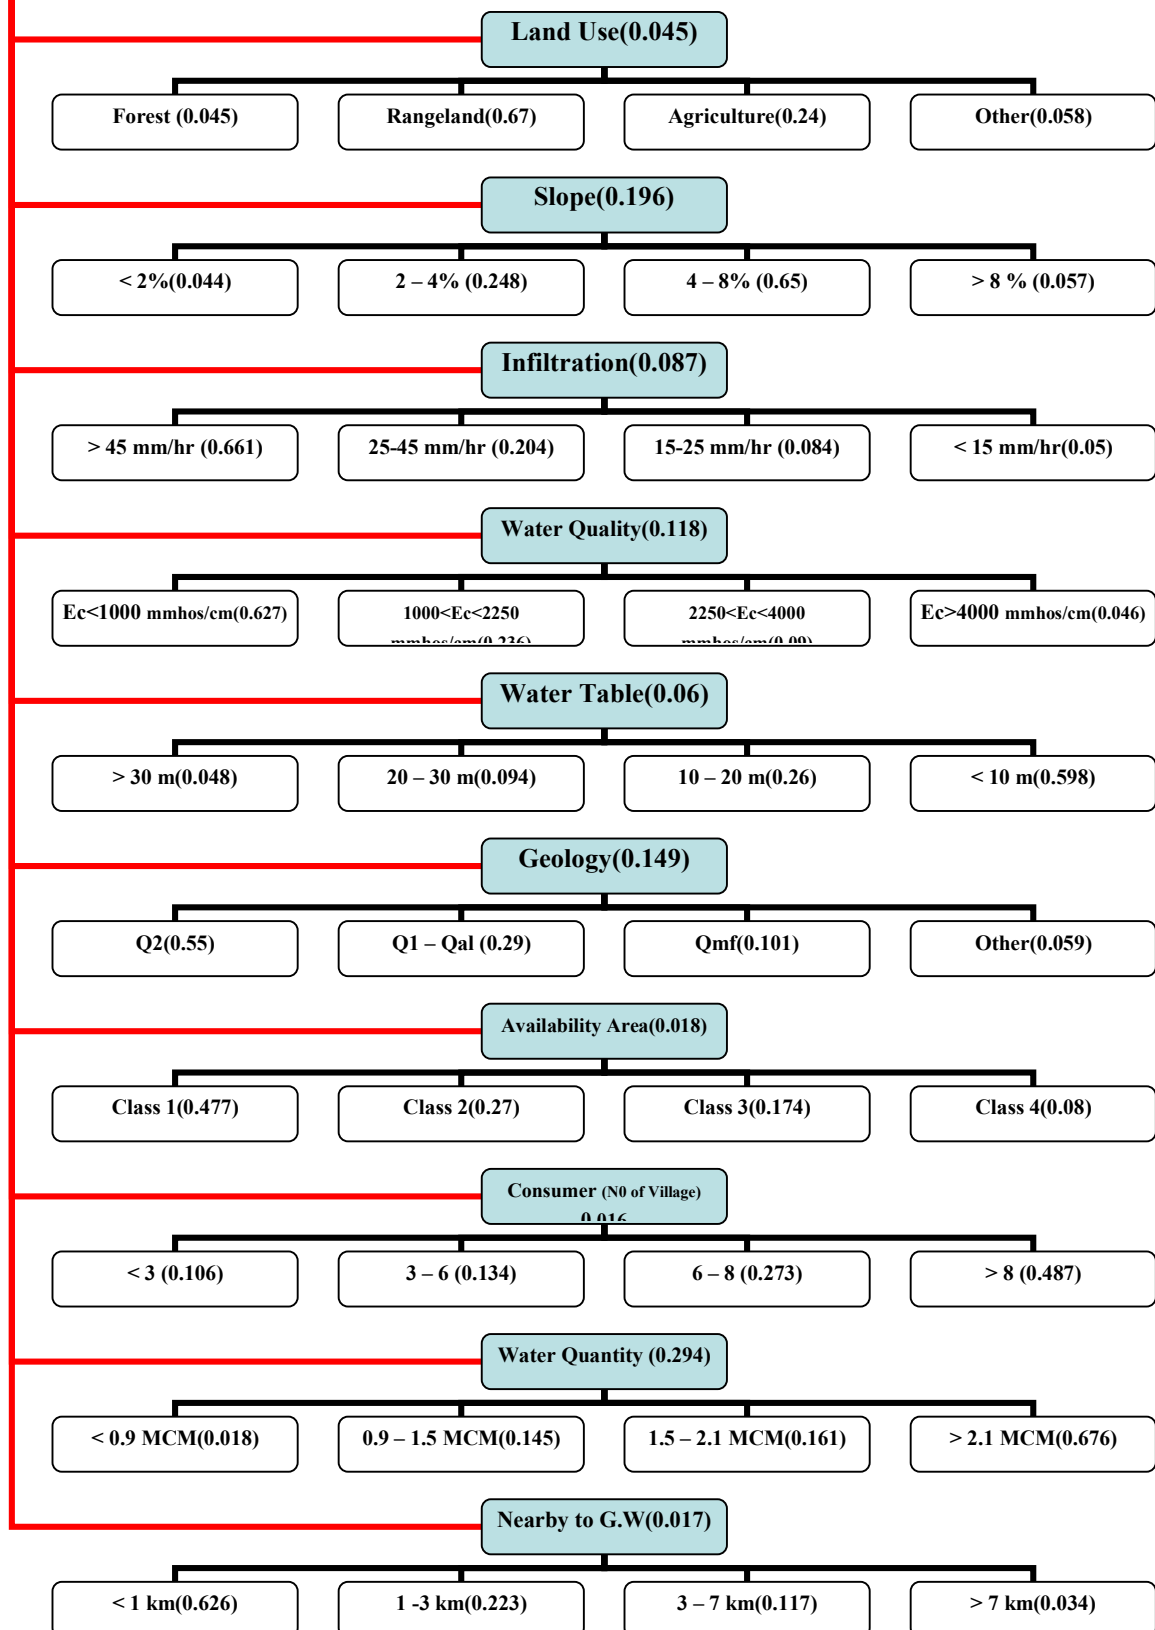 Land Use(0.045)
Forest (0.045)
Rangeland(0.67)
Agriculture(0.24)
Other(0.058)
Slope(0.196)
< 2%(0.044)
2 – 4% (0.248)
4 – 8% (0.65)
> 8 % (0.057)
Infiltration(0.087)
> 45 mm/hr (0.661)
25-45 mm/hr (0.204)
15-25 mm/hr (0.084)
< 15 mm/hr(0.05)
Water Quality(0.118)
Ec<1000 mmhos/cm(0.627)
1000<Ec<2250
mmhos/cm(0.236)
2250<Ec<4000
mmhos/cm(0.09)
Ec>4000 mmhos/cm(0.046)
Water Table(0.06)
> 30 m(0.048)
20 – 30 m(0.094)
10 – 20 m(0.26)
< 10 m(0.598)
Geology(0.149)
Q2(0.55)
Q1 – Qal (0.29)
Qmf(0.101)
Other(0.059)
Availability Area(0.018)
Class 1(0.477)
Class 2(0.27)
Class 3(0.174)
Class 4(0.08)
Consumer (N0 of Village)
0.016
< 3 (0.106)
3 – 6 (0.134)
6 – 8 (0.273)
> 8 (0.487)
Water Quantity (0.294)
< 0.9 MCM(0.018)
0.9 – 1.5 MCM(0.145)
1.5 – 2.1 MCM(0.161)
> 2.1 MCM(0.676)
Nearby to G.W(0.017)
< 1 km(0.626)
1 -3 km(0.223)
3 – 7 km(0.117)
> 7 km(0.034)